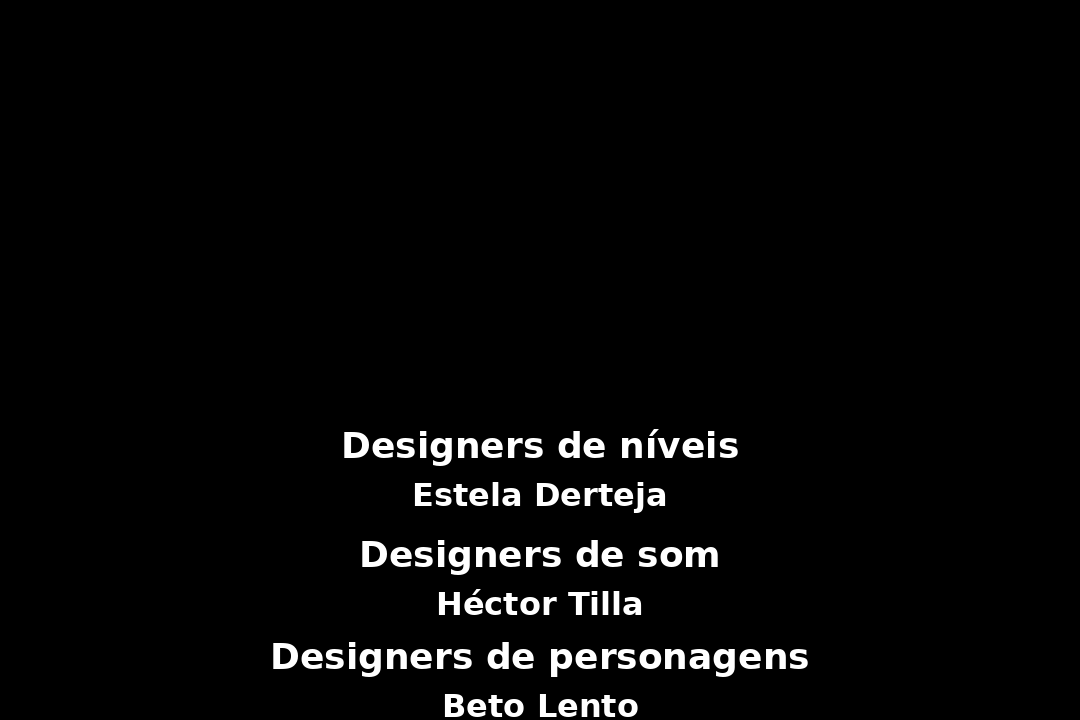 Designers de níveis
Estela Derteja
Designers de som
Héctor Tilla
Designers de personagens
Beto Lento